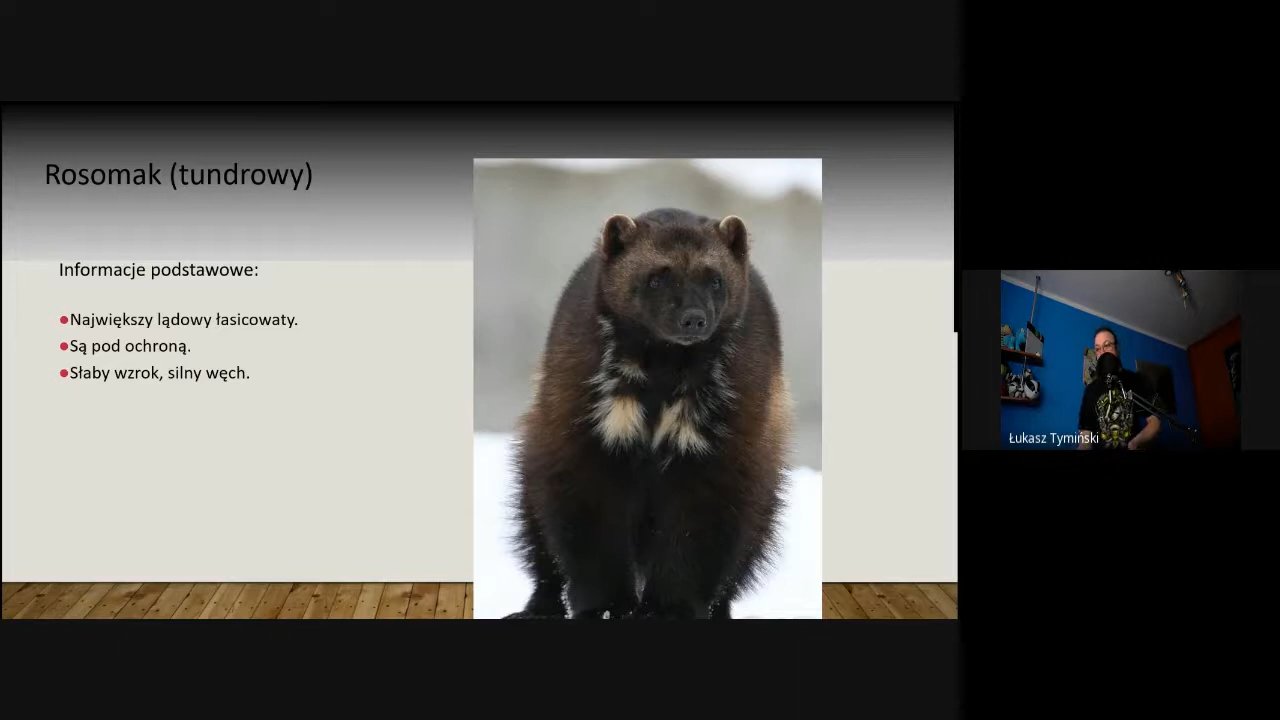 Rosomak (tundrowy)
Informacje podstawowe:
●Największy lądowy łasicowaty.
●Są pod ochroną.
●Słaby wzrok, silny węch.
Łukasz Tymiński